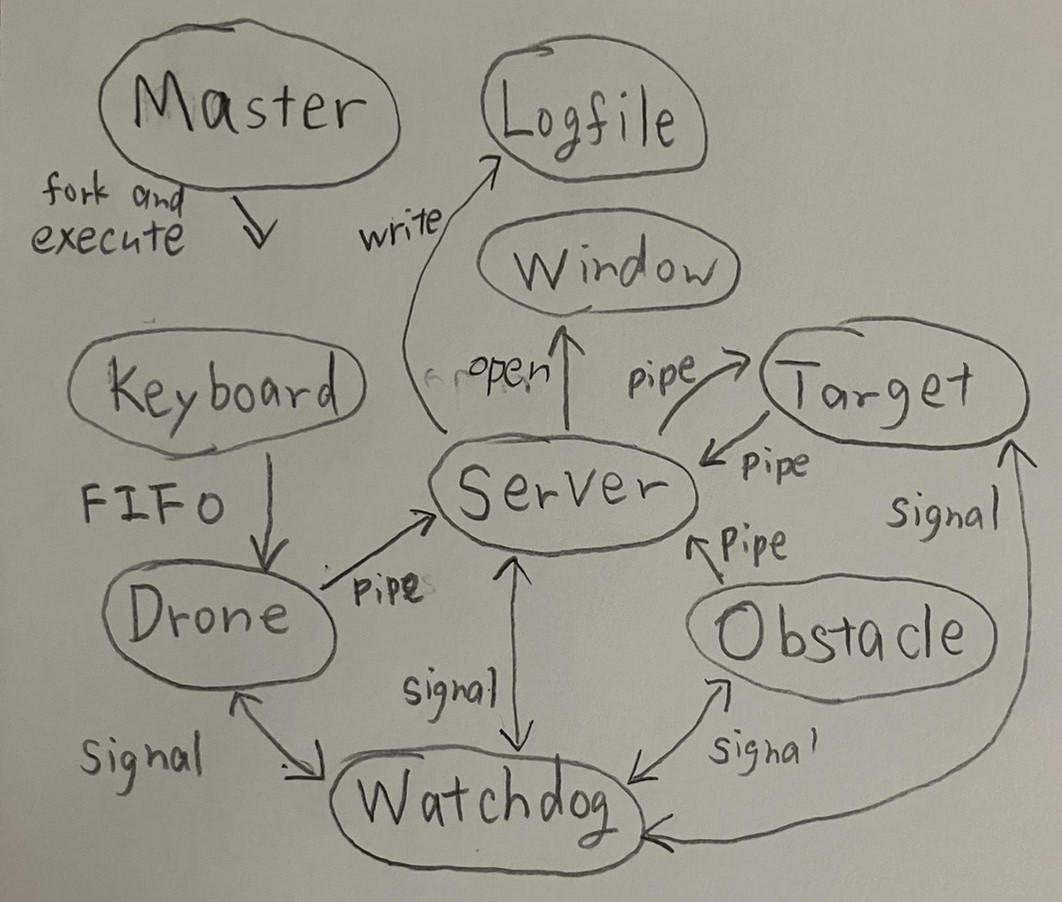 Master
Logfile
fork and
execute
write
Window
Keyboard
open
pipe
Target
pipe
FIFO
Server
signal
pipe
Pipe
Drone
Obstacle
signal
signal
signal
Watchdog